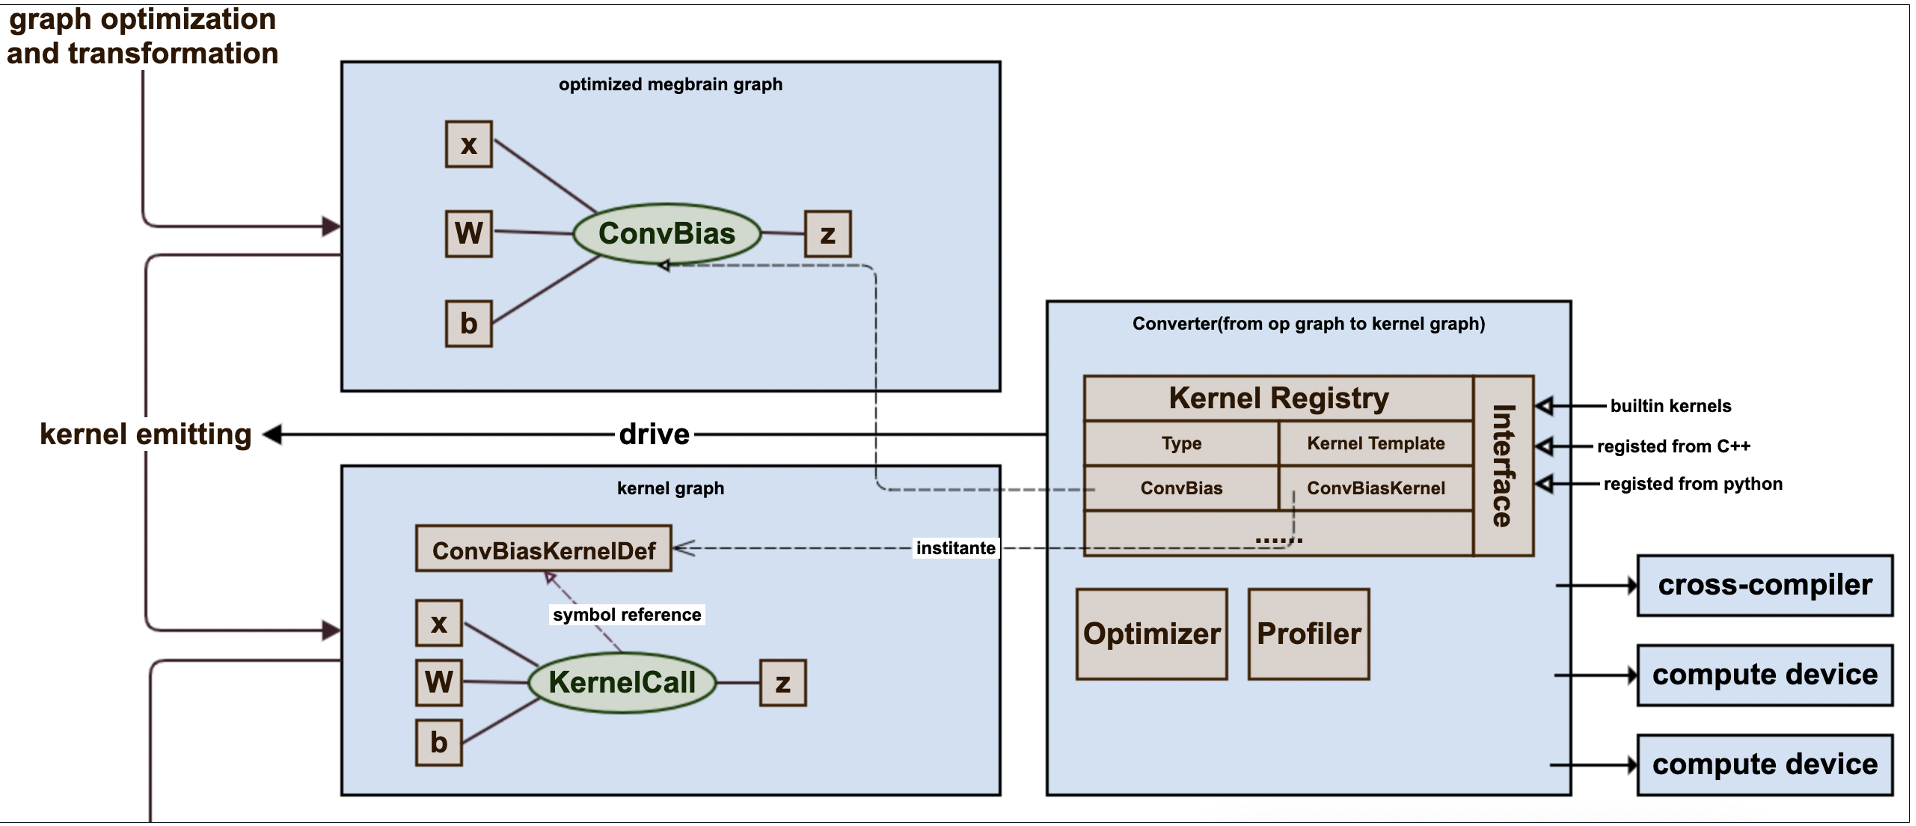 graph optimization
and transformation
optimized megbrain graph
x
W
b
ConvBias
z
kernel emitting
drive
Converter(from op graph to kernel graph)
Kernel Registry
Type
Kernel Template
ConvBias
ConvBiasKernel
......
Interface
builtin kernels
registed from C++
registed from python
kernel graph
ConvBiasKernelDef
institante
symbol reference
x
W
b
KernelCall
z
Optimizer
Profiler
cross-compiler
compute device
compute device